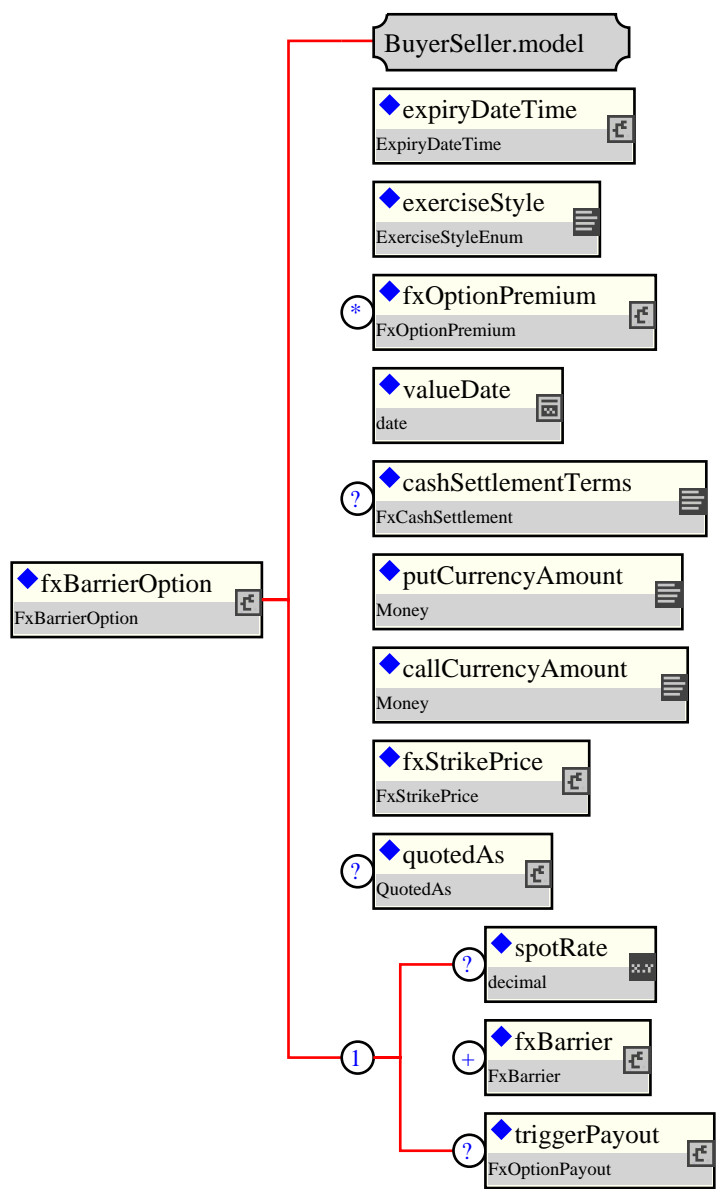 BuyerSeller.model
expiryDateTime
ExpiryDateTime
exerciseStyle
ExerciseStyleEnum
*
fxOptionPremium
FxOptionPremium
valueDate
date
?
cashSettlementTerms
FxCashSettlement
fxBarrierOption
FxBarrierOption
putCurrencyAmount
Money
callCurrencyAmount
Money
fxStrikePrice
FxStrikePrice
?
quotedAs
QuotedAs
1
?
spotRate
decimal
x.y
+
fxBarrier
FxBarrier
?
triggerPayout
FxOptionPayout